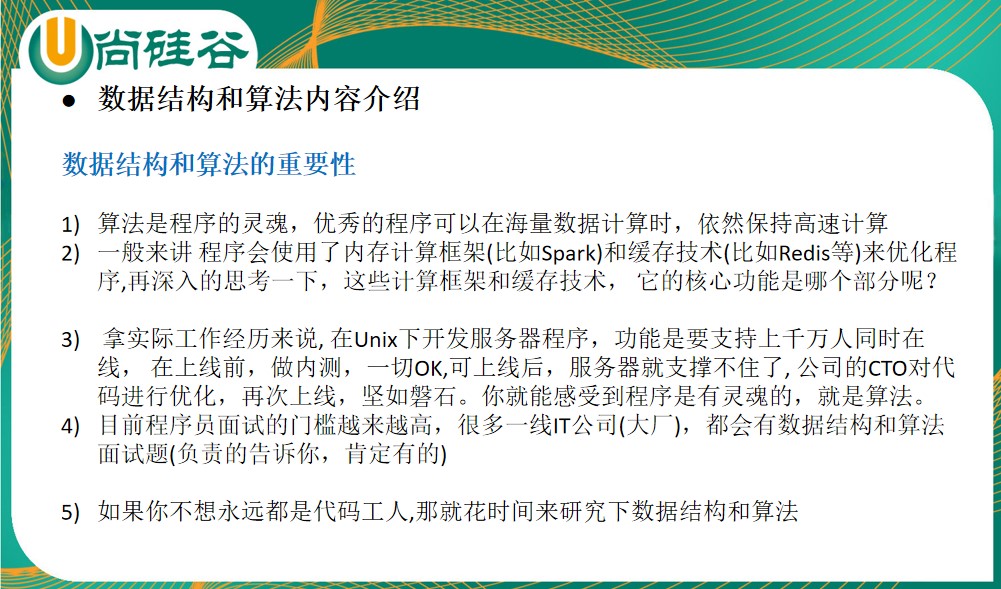 尚硅谷
● 数据结构和算法内容介绍
数据结构和算法的重要性
1) 算法是程序的灵魂，优秀的程序可以在海量数据计算时，依然保持高速计算
2) 一般来讲 程序会使用了内存计算框架(比如Spark)和缓存技术(比如Redis等)来优化程
序,再深入的思考一下，这些计算框架和缓存技术， 它的核心功能是哪个部分呢?
3) 拿实际工作经历来说, 在Unix下开发服务器程序，功能是要支持上千万人同时在
线， 在上线前，做内测，一切OK,可上线后，服务器就支撑不住了, 公司的CTO对代
码进行优化，再次上线，坚如磐石。你就能感受到程序是有灵魂的，就是算法。
4) 目前程序员面试的门槛越来越高，很多一线IT公司(大厂)，都会有数据结构和算法
面试题(负责的告诉你，肯定有的)
5) 如果你不想永远都是代码工人,那就花时间来研究下数据结构和算法